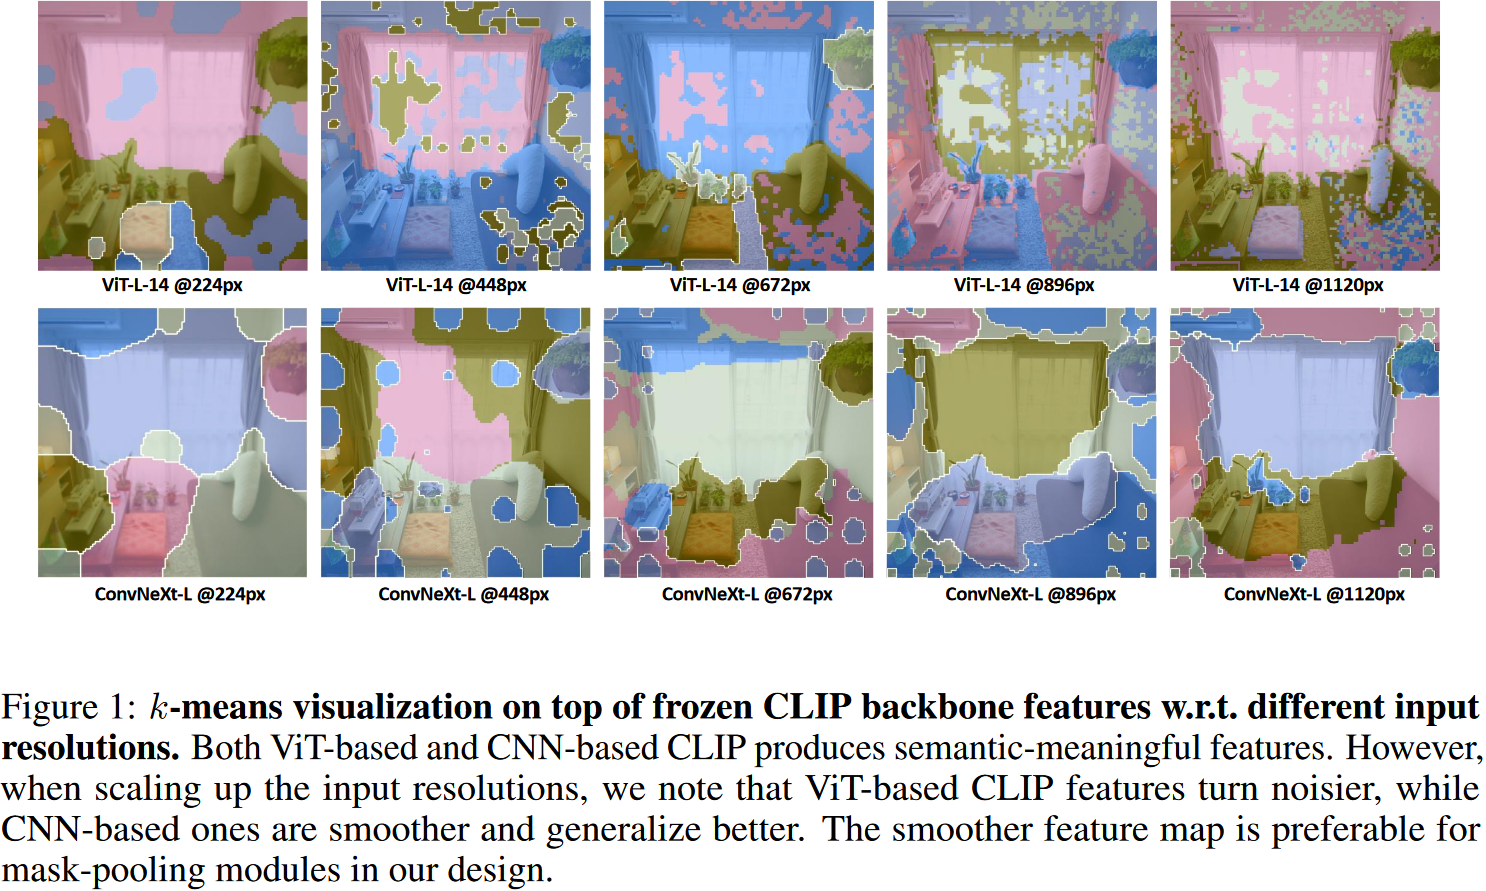 ViT-L-14 @224px ViT-L-14 @448px ViT-L-14 @672px ViT-L-14 @896px ViT-L-14 @1120px
ConvNeXt-L @224px ConvNeXt-L @448px ConvNeXt-L @672px ConvNeXt-L @896px ConvNeXt-L @1120px
Figure 1: k-means visualization on top of frozen CLIP backbone features w.r.t. different input
resolutions. Both ViT-based and CNN-based CLIP produces semantic-meaningful features. However,
when scaling up the input resolutions, we note that ViT-based CLIP features turn noisier, while
CNN-based ones are smoother and generalize better. The smoother feature map is preferable for
mask-pooling modules in our design.